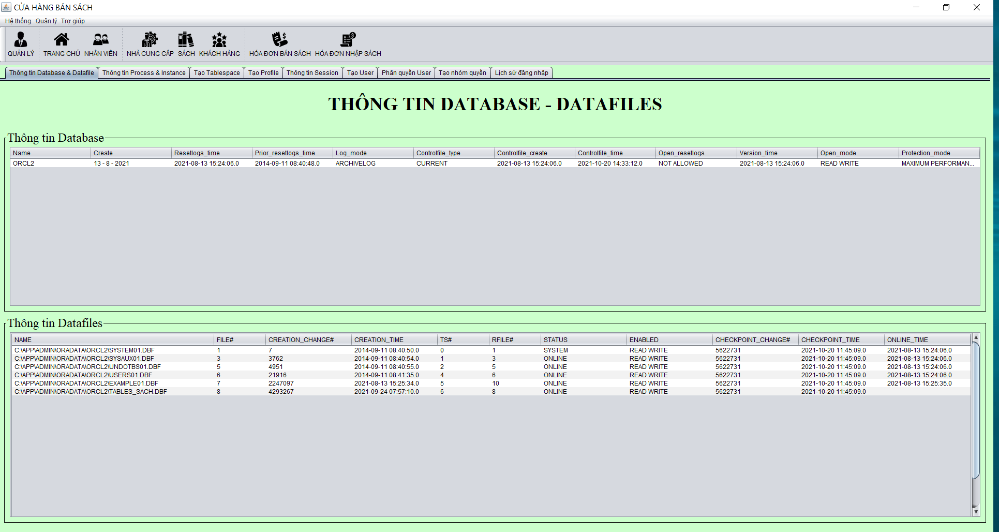 CỬA HÀNG BÁN SÁCH
Hệ thống Quản lý Trợ giúp
QUẢN LÝ TRANG CHỦ NHÂN VIÊN NHÀ CUNG CẤP SÁCH KHÁCH HÀNG HÓA ĐƠN BÁN SÁCH HÓA ĐƠN NHẬP SÁCH
Thông tin Database & Datafile Thông tin Process & Instance Tạo Tablespace Tạo Profile Thông tin Session Tạo User Phân quyền User Tạo nhóm quyền Lịch sử đăng nhập
THÔNG TIN DATABASE - DATAFILES
Thông tin Database
Name Create Resetlogs_time Prior_resetlogs_time Log_mode Controlfile_type Controlfile_create Controlfile_time Open_resetlogs Version_time Open_mode Protection_mode
ORCL2 13 - 8 - 2021 2021-08-13 15:24:06.0 2014-09-11 08:40:48.0 ARCHIVELOG CURRENT 2021-08-13 15:24:06.0 2021-10-20 14:33:12.0 NOT ALLOWED 2021-08-13 15:24:06.0 READ WRITE MAXIMUM PERFORMAN...
Thông tin Datafiles
NAME FILE# CREATION_CHANGE# CREATION_TIME TS# RFILE# STATUS ENABLED CHECKPOINT_CHANGE# CHECKPOINT_TIME ONLINE_TIME
C:\APP\ADMIN\ORADATA\ORCL2\SYSTEM01.DBF 1 7 2014-09-11 08:40:50.0 0 1 SYSTEM READ WRITE 5622731 2021-10-20 11:45:09.0 2021-08-13 15:24:06.0
C:\APP\ADMIN\ORADATA\ORCL2\SYSAUX01.DBF 3 3762 2014-09-11 08:40:54.0 1 3 ONLINE READ WRITE 5622731 2021-10-20 11:45:09.0 2021-08-13 15:24:06.0
C:\APP\ADMIN\ORADATA\ORCL2\UNDOTBS01.DBF 5 4951 2014-09-11 08:40:55.0 2 5 ONLINE READ WRITE 5622731 2021-10-20 11:45:09.0 2021-08-13 15:24:06.0
C:\APP\ADMIN\ORADATA\ORCL2\USERS01.DBF 6 21916 2014-09-11 08:41:35.0 4 6 ONLINE READ WRITE 5622731 2021-10-20 11:45:09.0 2021-08-13 15:24:06.0
C:\APP\ADMIN\ORADATA\ORCL2\EXAMPLE01.DBF 7 2247097 2021-08-13 15:25:34.0 5 10 ONLINE READ WRITE 5622731 2021-10-20 11:45:09.0 2021-08-13 15:25:35.0
C:\APP\ADMIN\ORADATA\ORCL2\TABLES_SACH.DBF 8 4293267 2021-09-24 07:57:10.0 6 8 ONLINE READ WRITE 5622731 2021-10-20 11:45:09.0